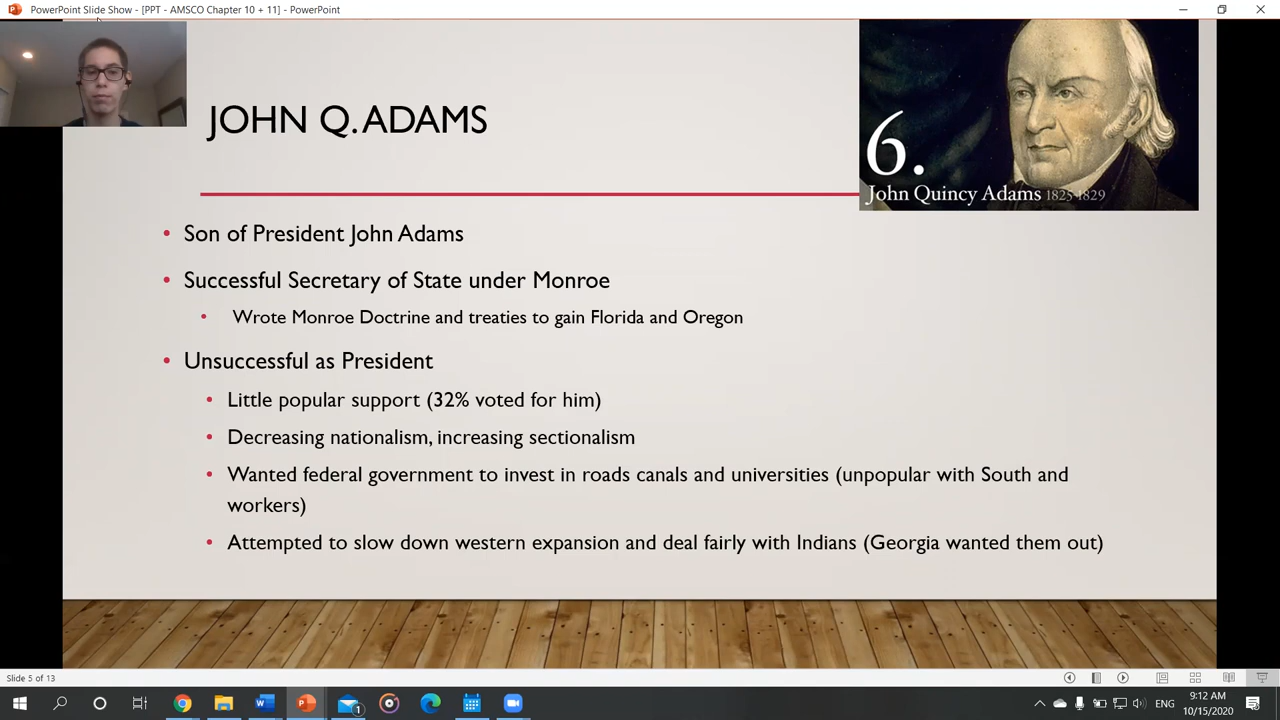 PowerPoint Slide Show - [PPT - AMSCO Chapter 10 + 11] - PowerPoint
JOHN Q. ADAMS
6.
John Quincy Adams 1825-1829
• Son of President John Adams
• Successful Secretary of State under Monroe
• Wrote Monroe Doctrine and treaties to gain Florida and Oregon
• Unsuccessful as President
• Little popular support (32% voted for him)
• Decreasing nationalism, increasing sectionalism
• Wanted federal government to invest in roads canals and universities (unpopular with South and
workers)
• Attempted to slow down western expansion and deal fairly with Indians (Georgia wanted them out)
Slide 5 of 13
1
ENG
9:12 AM
10/15/2020